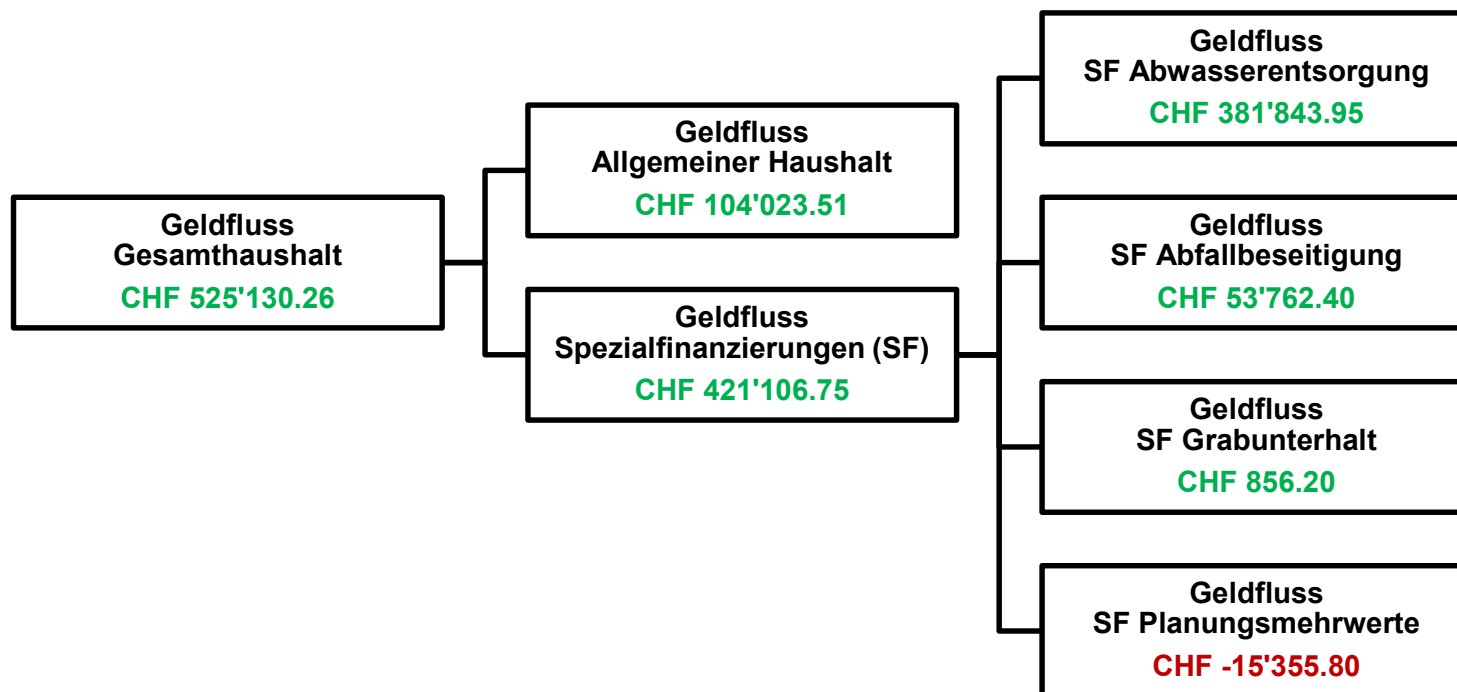 Geldfluss
Gesamthaushalt
CHF 525'130.26
Geldfluss
Allgemeiner Haushalt
CHF 104'023.51
Geldfluss
Spezialfinanzierungen (SF)
CHF 421'106.75
Geldfluss
SF Abwasserentsorgung
CHF 381'843.95
Geldfluss
SF Abfallbeseitigung
CHF 53'762.40
Geldfluss
SF Grabunterhalt
CHF 856.20
Geldfluss
SF Planungsmehrwerte
CHF -15'355.80